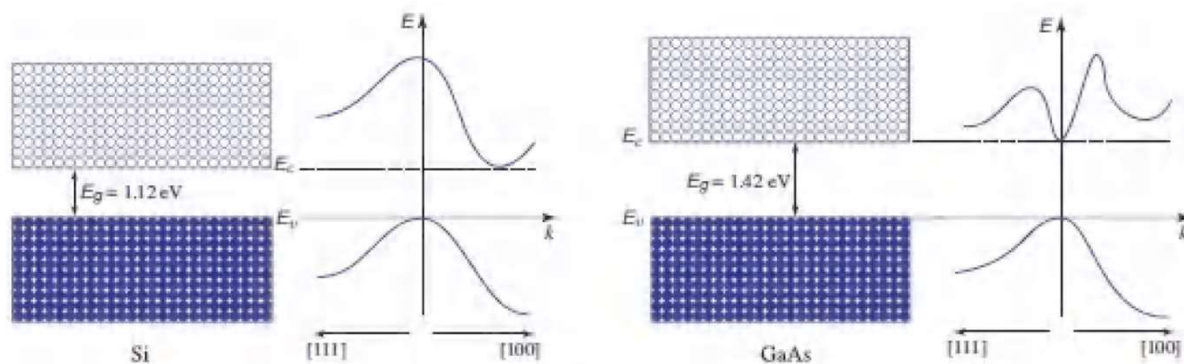 E
E_c
E_g = 1.12 eV
E_v
k
[111]
[100]
Si
E
E_c
E_g = 1.42 eV
E_v
k
[111]
[100]
GaAs